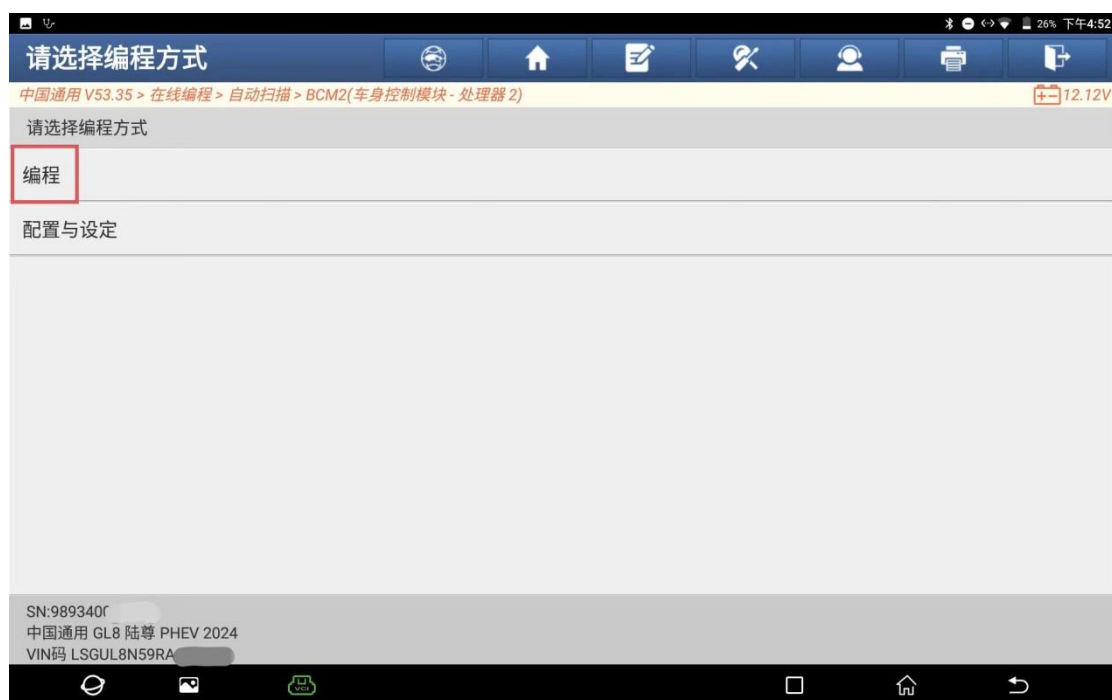 26% 下午4:52
请选择编程方式
中国通用 V53.35 > 在线编程 > 自动扫描 > BCM2(车身控制模块 - 处理器 2)
12.12V
请选择编程方式
编程
配置与设定
SN:989340
中国通用 GL8 陆尊 PHEV 2024
VIN码 LSGUL8N59RA
VCI